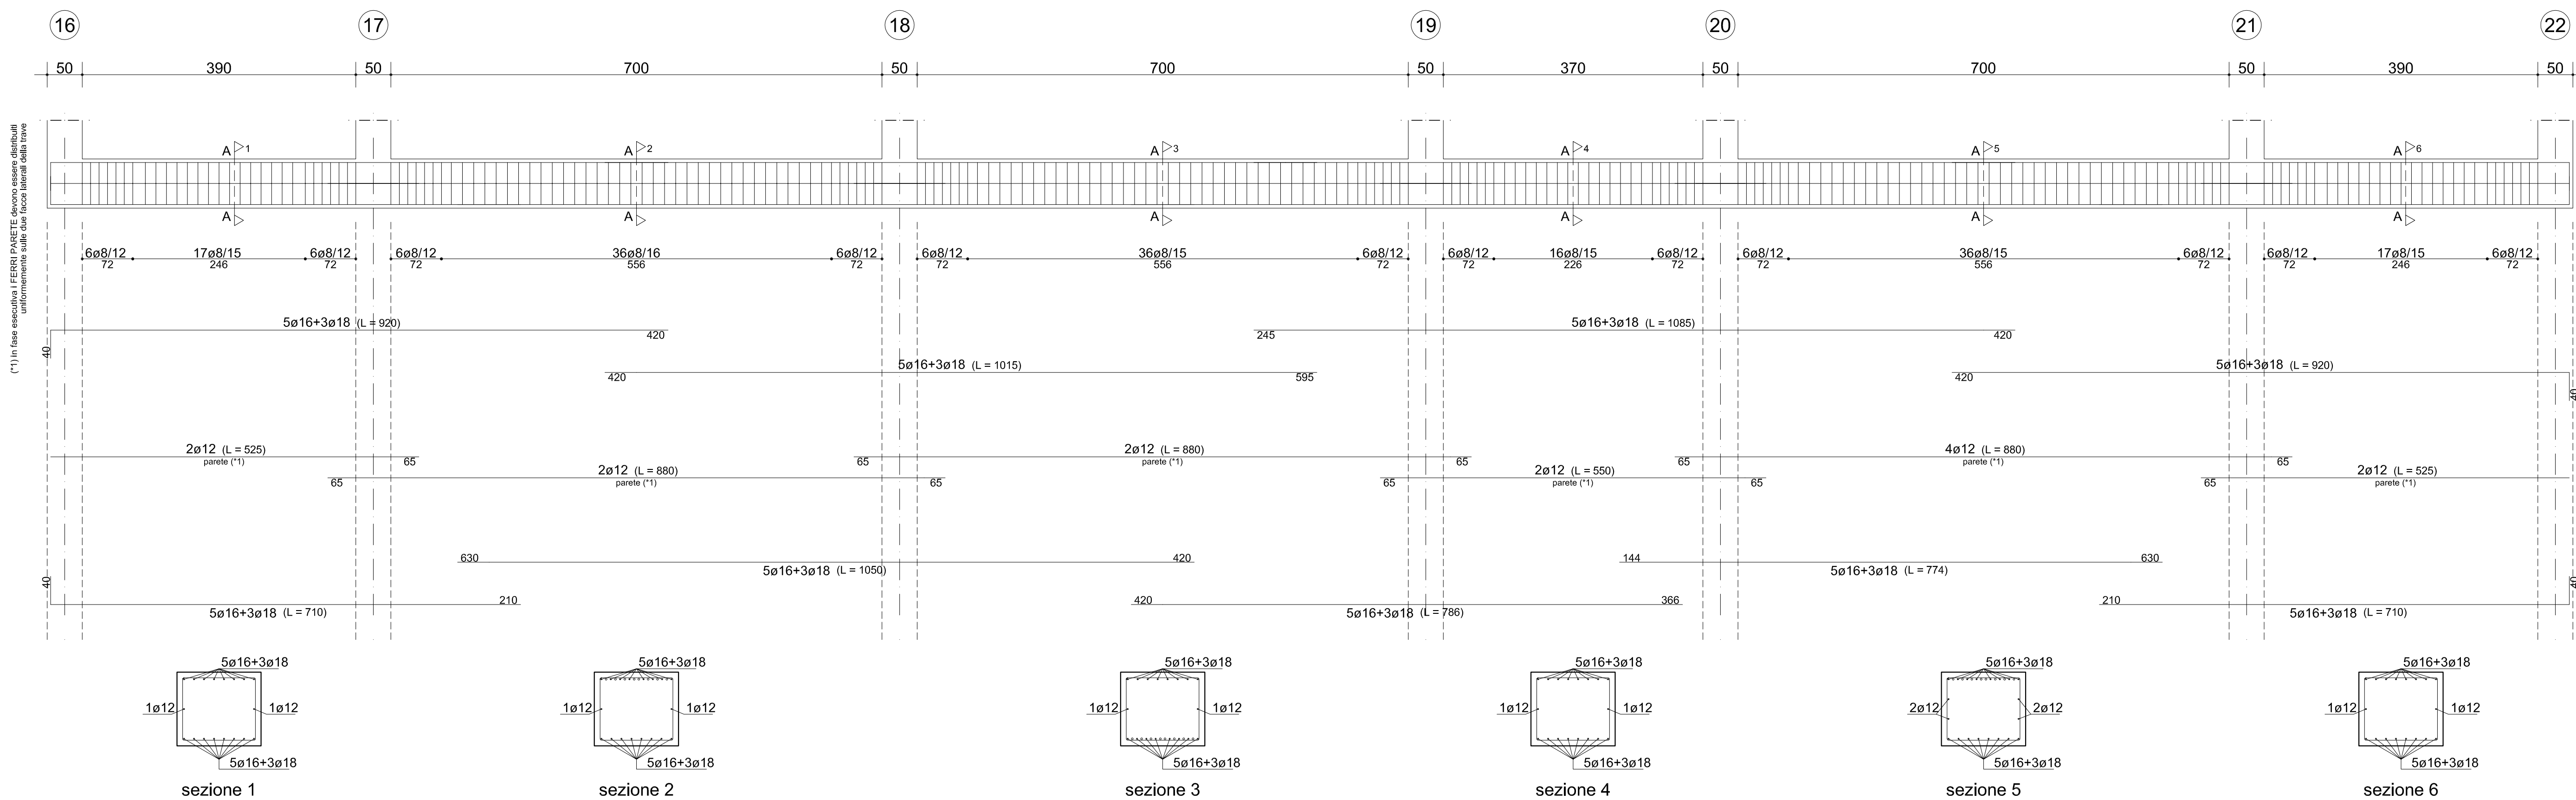 16 17 18 19 20 21 22
50 390 50 700 50 700 50 370 50 700 50 390 50
(*1) in fase esecutiva i FERRI PARETE devono essere distribuiti
uniformemente sulle due facce laterali della trave
A 1 A 2 A 3 A 4 A 5 A 6
A A A A A A
6ø8/12 17ø8/15 6ø8/12 6ø8/12 36ø8/16 6ø8/12 6ø8/12 36ø8/15 6ø8/12 6ø8/12 16ø8/15 6ø8/12 6ø8/12 36ø8/15 6ø8/12 6ø8/12 17ø8/15 6ø8/12
72 246 72 72 556 72 72 556 72 72 226 72 72 556 72 72 246 72
5ø16+3ø18 (L = 920) 5ø16+3ø18 (L = 1085)
40 420 245 420
5ø16+3ø18 (L = 1015) 5ø16+3ø18 (L = 920)
420 595 420 40
2ø12 (L = 525) 2ø12 (L = 880) 4ø12 (L = 880)
parete (*1) 65 65 parete (*1) 65 65 parete (*1) 65
2ø12 (L = 880) 2ø12 (L = 550) 2ø12 (L = 525)
65 parete (*1) 65 65 parete (*1) 65 65 parete (*1)
630 420 144 630
5ø16+3ø18 (L = 1050) 5ø16+3ø18 (L = 774)
40 210 420 366 210 40
5ø16+3ø18 (L = 710) 5ø16+3ø18 (L = 786) 5ø16+3ø18 (L = 710)
5ø16+3ø18 5ø16+3ø18 5ø16+3ø18 5ø16+3ø18 5ø16+3ø18 5ø16+3ø18
1ø12 1ø12 1ø12 1ø12 1ø12 1ø12 1ø12 1ø12 2ø12 2ø12 1ø12 1ø12
5ø16+3ø18 5ø16+3ø18 5ø16+3ø18 5ø16+3ø18 5ø16+3ø18 5ø16+3ø18
sezione 1 sezione 2 sezione 3 sezione 4 sezione 5 sezione 6